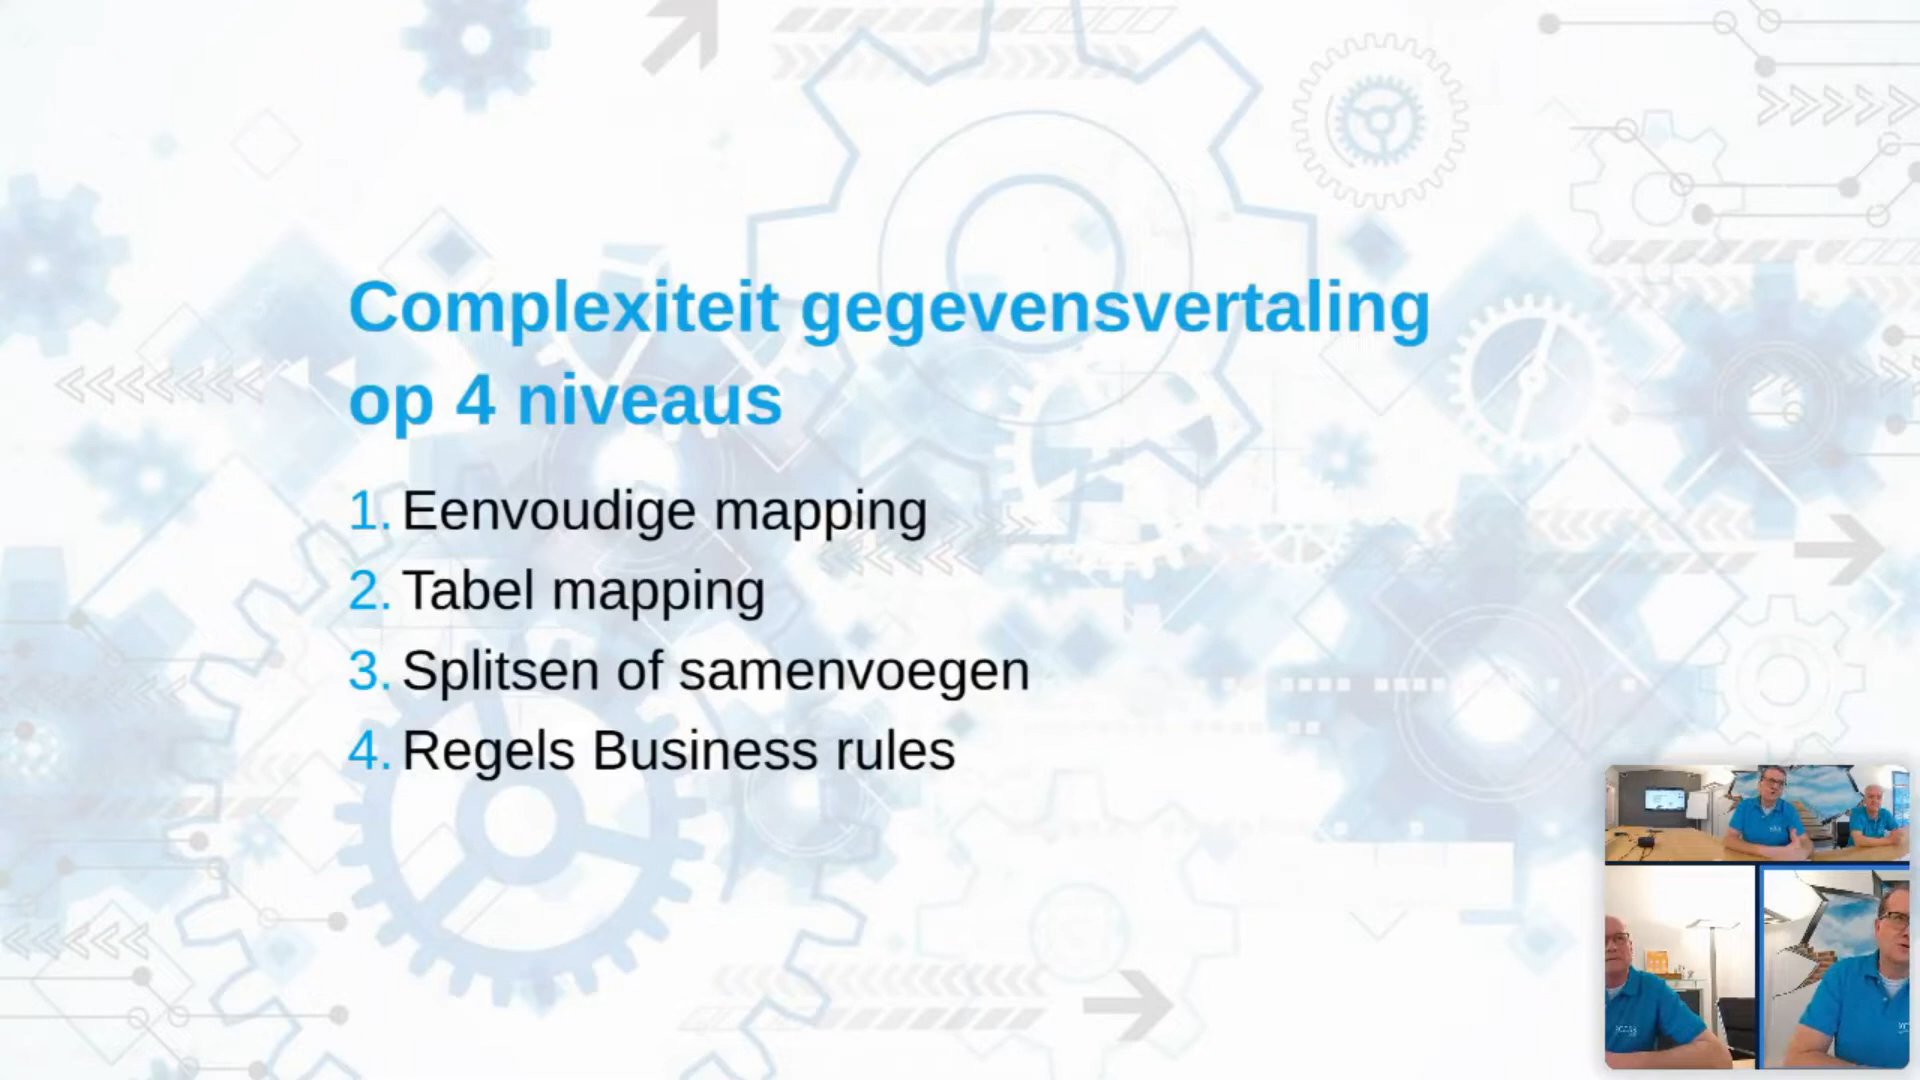 Complexiteit gegevensvertaling
op 4 niveaus
1. Eenvoudige mapping
2. Tabel mapping
3. Splitsen of samenvoegen
4. Regels Business rules